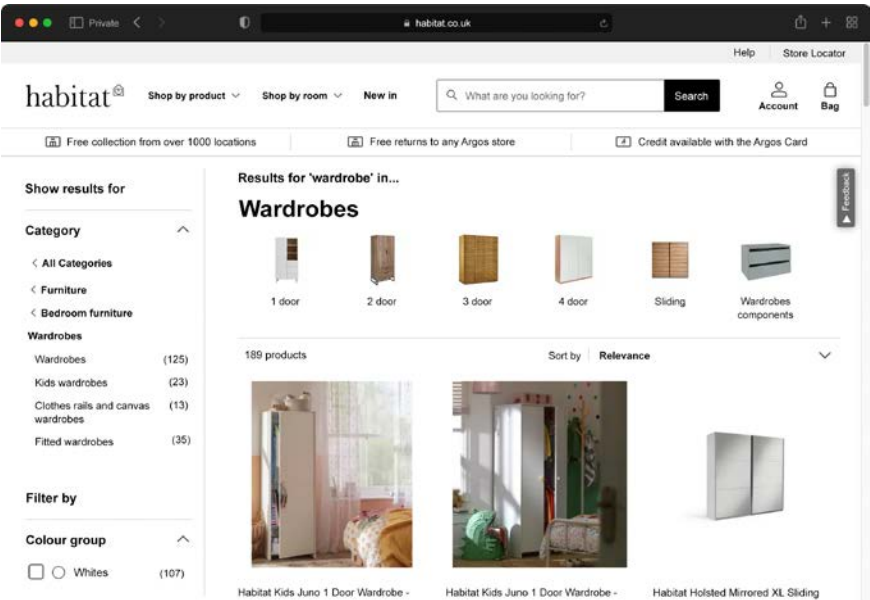 Private
habitat.co.uk
Help Store Locator
habitat Shop by product Shop by room New in What are you looking for? Search Account Bag
Free collection from over 1000 locations Free returns to any Argos store Credit available with the Argos Card
Show results for
Category
All Categories
Furniture
Bedroom furniture
Wardrobes
Wardrobes (125)
Kids wardrobes (23)
Clothes rails and canvas (13)
wardrobes
Fitted wardrobes (35)
Filter by
Colour group
Whites (107)
Results for 'wardrobe' in...
Wardrobes
1 door 2 door 3 door 4 door Sliding Wardrobes
components
189 products Sort by Relevance
Habitat Kids Juno 1 Door Wardrobe - Habitat Kids Juno 1 Door Wardrobe - Habitat Holsted Mirrored XL Sliding
Feedback